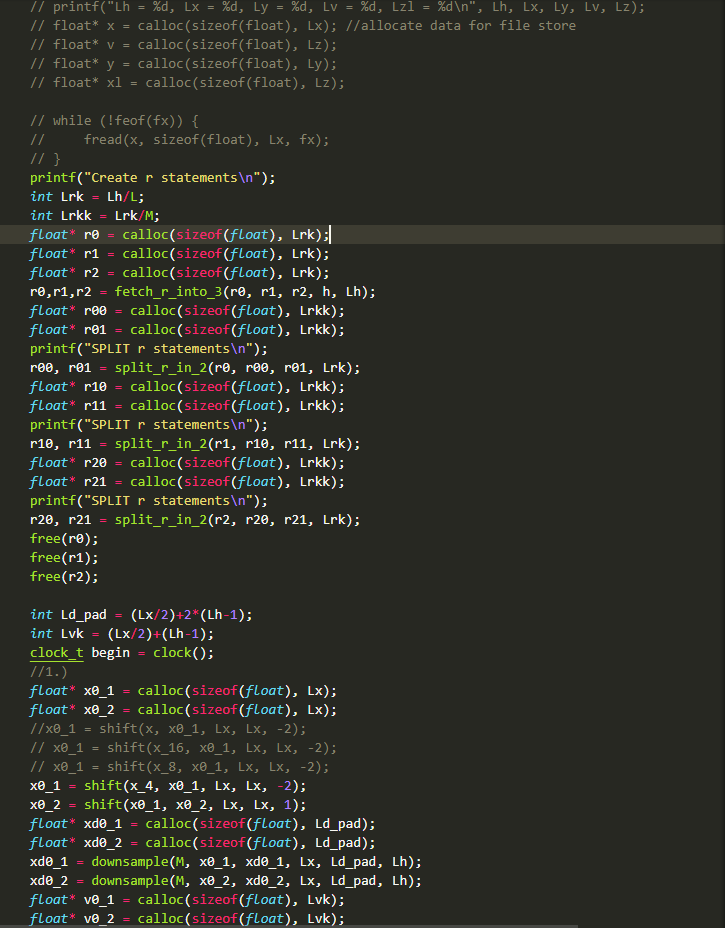 // printf("Lh = %d, Lx = %d, Ly = %d, Lv = %d, Lzl = %d\n", Lh, Lx, Ly, Lv, Lz);
// float* x = calloc(sizeof(float), Lx); //allocate data for file store
// float* v = calloc(sizeof(float), Lz);
// float* y = calloc(sizeof(float), Ly);
// float* xl = calloc(sizeof(float), Lz);
// while (!feof(fx)) {
//     fread(x, sizeof(float), Lx, fx);
// }
printf("Create r statements\n");
int Lrk = Lh/L;
int Lrkk = Lrk/M;
float* r0 = calloc(sizeof(float), Lrk);
float* r1 = calloc(sizeof(float), Lrk);
float* r2 = calloc(sizeof(float), Lrk);
r0,r1,r2 = fetch_r_into_3(r0, r1, r2, h, Lh);
float* r00 = calloc(sizeof(float), Lrkk);
float* r01 = calloc(sizeof(float), Lrkk);
printf("SPLIT r statements\n");
r00, r01 = split_r_in_2(r0, r00, r01, Lrk);
float* r10 = calloc(sizeof(float), Lrkk);
float* r11 = calloc(sizeof(float), Lrkk);
printf("SPLIT r statements\n");
r10, r11 = split_r_in_2(r1, r10, r11, Lrk);
float* r20 = calloc(sizeof(float), Lrkk);
float* r21 = calloc(sizeof(float), Lrkk);
printf("SPLIT r statements\n");
r20, r21 = split_r_in_2(r2, r20, r21, Lrk);
free(r0);
free(r1);
free(r2);
int Ld_pad = (Lx/2)+2*(Lh-1);
int Lvk = (Lx/2)+(Lh-1);
clock_t begin = clock();
//1.)
float* x0_1 = calloc(sizeof(float), Lx);
float* x0_2 = calloc(sizeof(float), Lx);
//x0_1 = shift(x, x0_1, Lx, Lx, -2);
// x0_1 = shift(x_16, x0_1, Lx, Lx, -2);
// x0_1 = shift(x_8, x0_1, Lx, Lx, -2);
x0_1 = shift(x_4, x0_1, Lx, Lx, -2);
x0_2 = shift(x0_1, x0_2, Lx, Lx, 1);
float* xd0_1 = calloc(sizeof(float), Ld_pad);
float* xd0_2 = calloc(sizeof(float), Ld_pad);
xd0_1 = downsample(M, x0_1, xd0_1, Lx, Ld_pad, Lh);
xd0_2 = downsample(M, x0_2, xd0_2, Lx, Ld_pad, Lh);
float* v0_1 = calloc(sizeof(float), Lvk);
float* v0_2 = calloc(sizeof(float), Lvk);